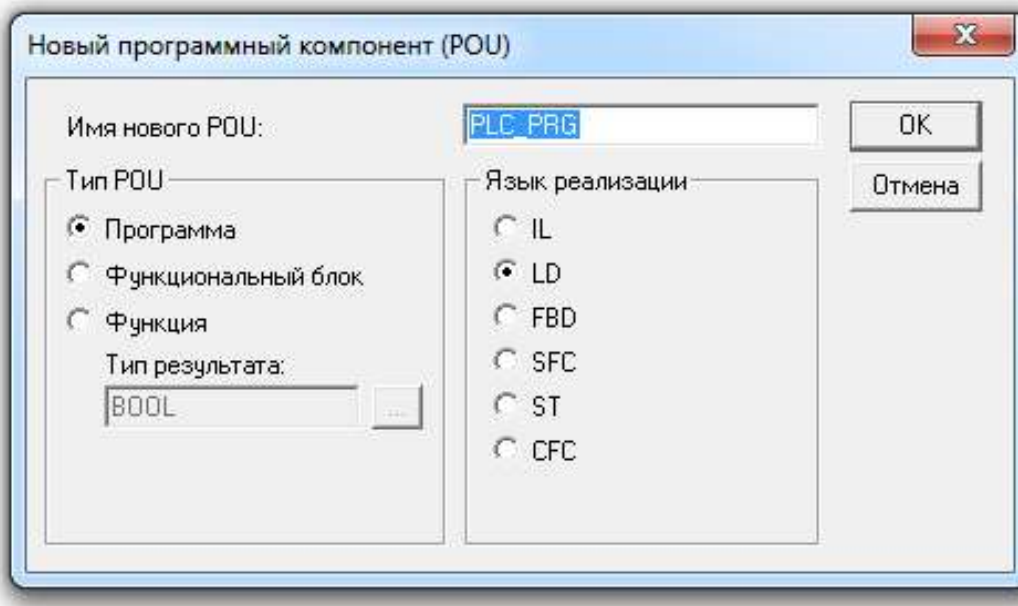 Новый программный компонент (POU)
Имя нового POU:
PLC_PRG
OK
Отмена
Тип POU
Программа
Функциональный блок
Функция
Тип результата:
BOOL
...
Язык реализации
IL
LD
FBD
SFC
ST
CFC